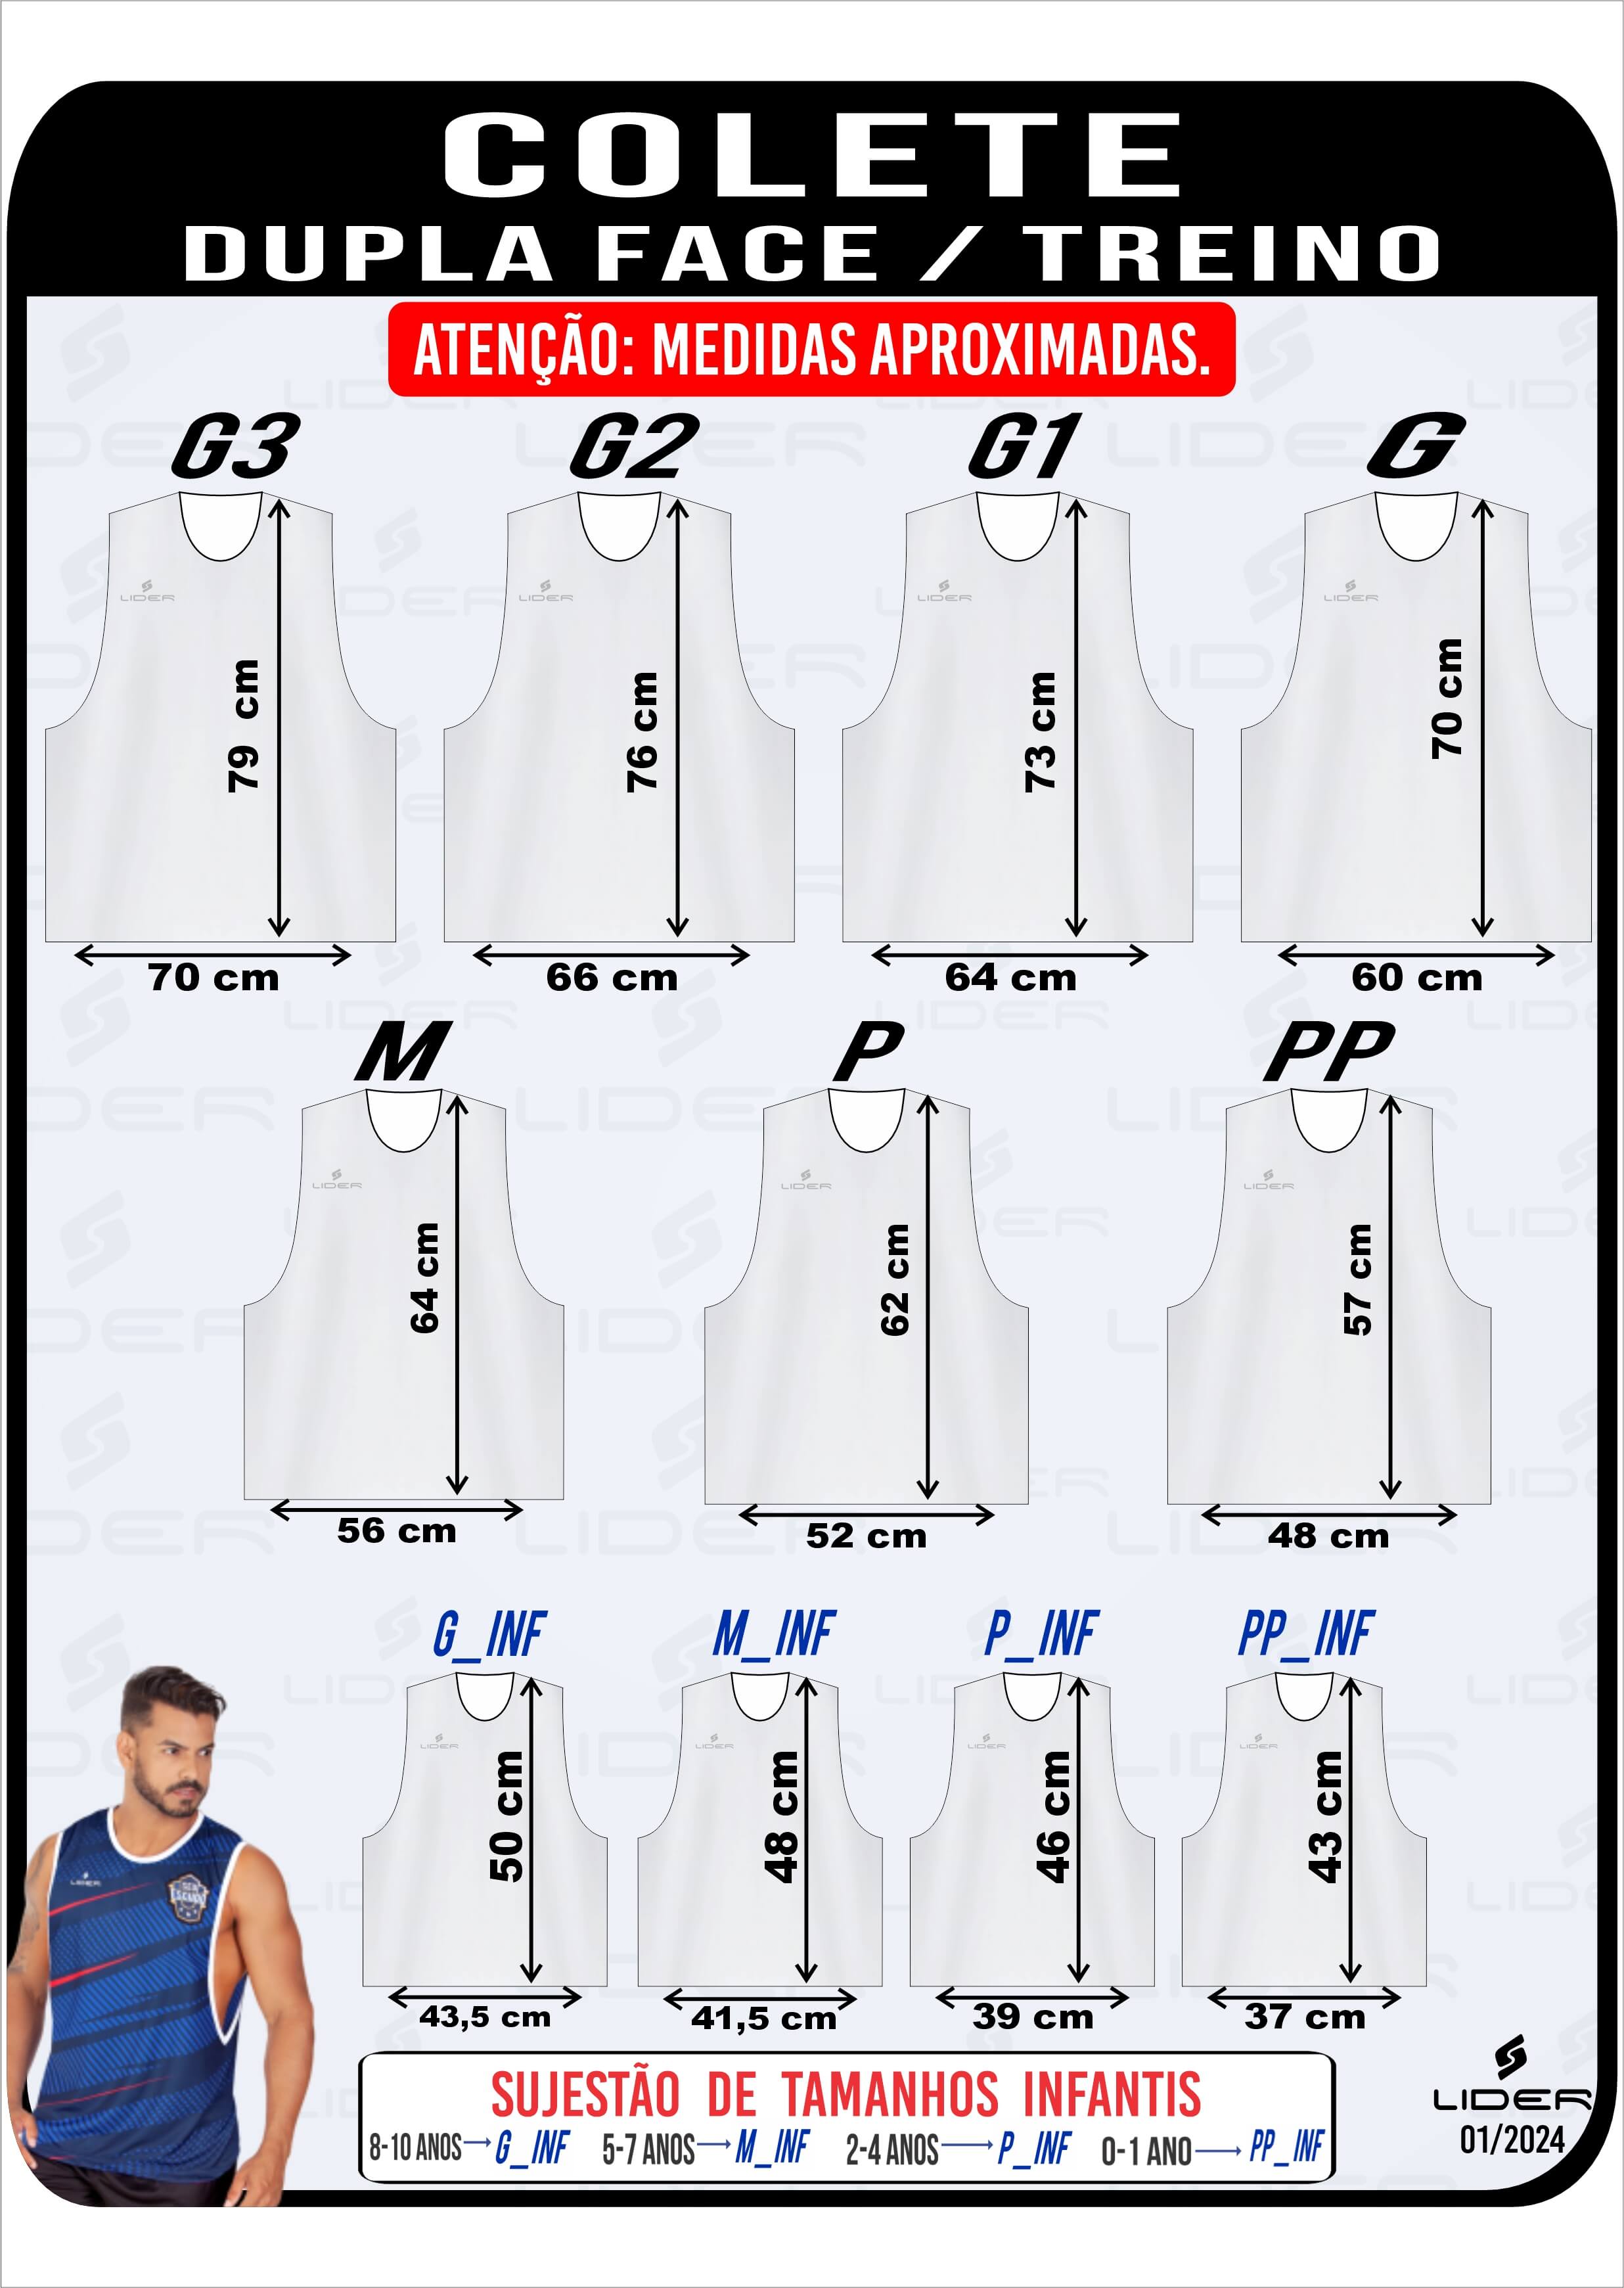 COLETE
DUPLA FACE / TREINO
ATENÇÃO: MEDIDAS APROXIMADAS.
G3 G2 G1 G
LIDER LIDER LIDER LIDER
79 cm 76 cm 73 cm 70 cm
70 cm 66 cm 64 cm 60 cm
M P PP
LIDER LIDER LIDER
64 cm 62 cm 57 cm
56 cm 52 cm 48 cm
G_INF M_INF P_INF PP_INF
LIDER LIDER LIDER LIDER
50 cm 48 cm 46 cm 43 cm
LIDER
43,5 cm 41,5 cm 39 cm 37 cm
SUJESTÃO DE TAMANHOS INFANTIS
8-10 ANOS → G_INF 5-7 ANOS → M_INF 2-4 ANOS → P_INF 0-1 ANO → PP_INF
LIDER
01/2024